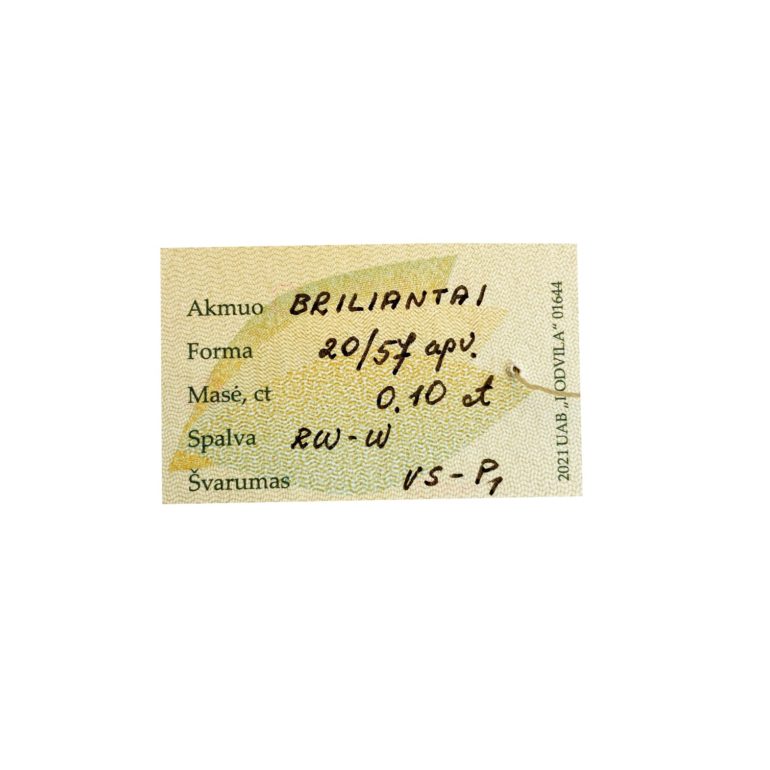 Akmuo BRILIANTAI
Forma 20/57 apv.
Masė, ct 0.10 ct
Spalva RW-W
Švarumas VS-P1
2021 UAB „LODVILA“ 01644